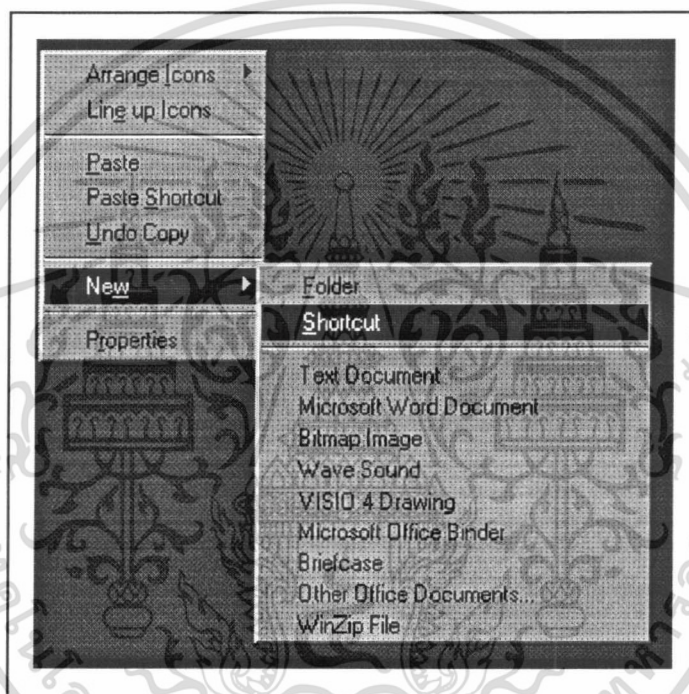 Arrange Icons
Line up Icons
Paste
Paste Shortcut
Undo Copy
New
Properties
Folder
Shortcut
Text Document
Microsoft Word Document
Bitmap Image
Wave Sound
VISIO 4 Drawing
Microsoft Office Binder
Briefcase
Other Office Documents...
WinZip File